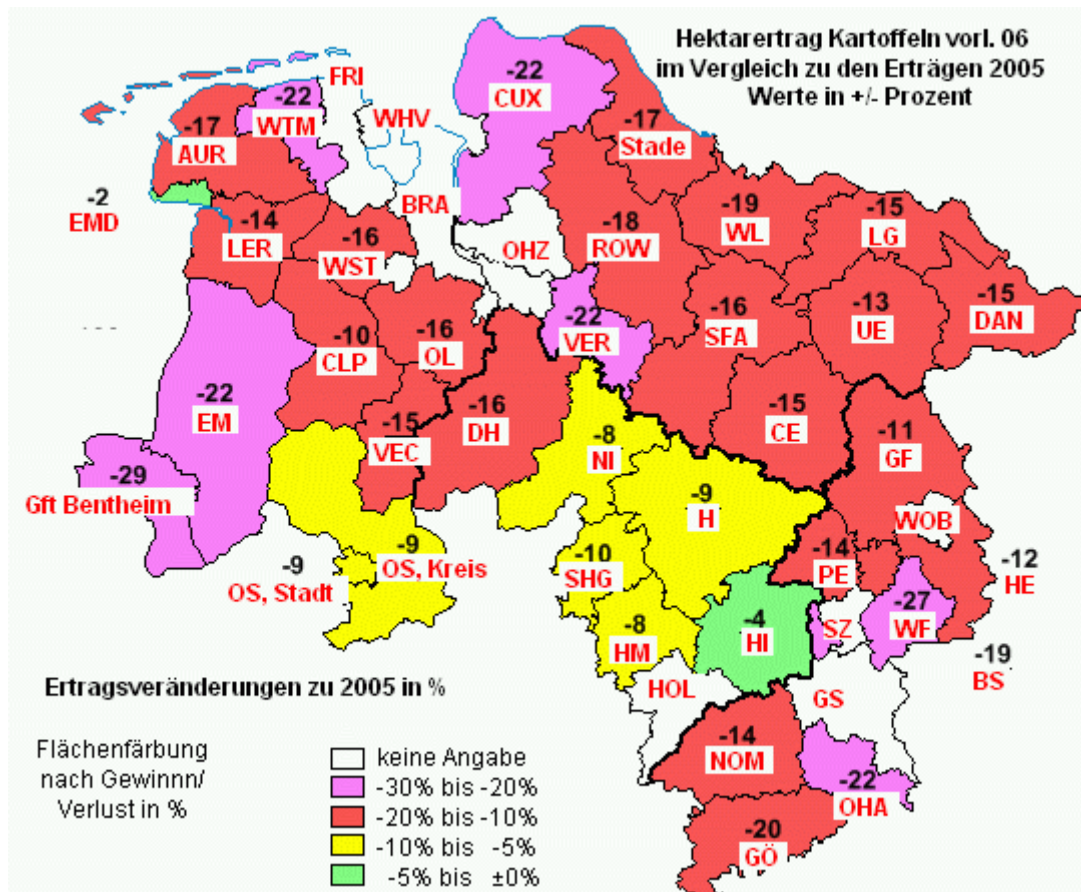 Hektarertrag Kartoffeln vorl. 06
im Vergleich zu den Erträgen 2005
Werte in +/- Prozent
FRI
-22
CUX
-22
WTM
WHV
-17
AUR
-17
Stade
-2
EMD
BRA
-14
LER
-16
WST
OHZ
-18
ROW
-19
WL
-15
LG
-22
VER
-16
SFA
-13
UE
-15
DAN
-10
CLP
-16
OL
-22
EM
-15
VEC
-16
DH
-8
NI
-15
CE
-11
GF
-29
Gft Bentheim
-9
H
WOB
-9
OS, Stadt
-9
OS, Kreis
-10
SHG
-14
PE
-12
HE
-8
HM
-4
HI
SZ
-27
WF
-19
BS
HOL
GS
-14
NOM
-22
OHA
-20
GÖ
Ertragsveränderungen zu 2005 in %
Flächenfärbung
nach Gewinnn/
Verlust in %
keine Angabe
-30% bis -20%
-20% bis -10%
-10% bis -5%
-5% bis ±0%